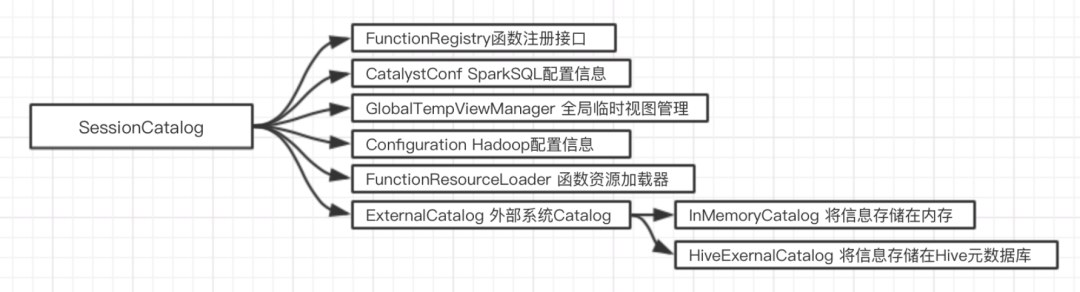 FunctionRegistry函数注册接口
CatalystConf SparkSQL配置信息
GlobalTempViewManager 全局临时视图管理
SessionCatalog
Configuration Hadoop配置信息
FunctionResourceLoader 函数资源加载器
ExternalCatalog 外部系统Catalog
InMemoryCatalog 将信息存储在内存
HiveExernalCatalog 将信息存储在Hive元数据库